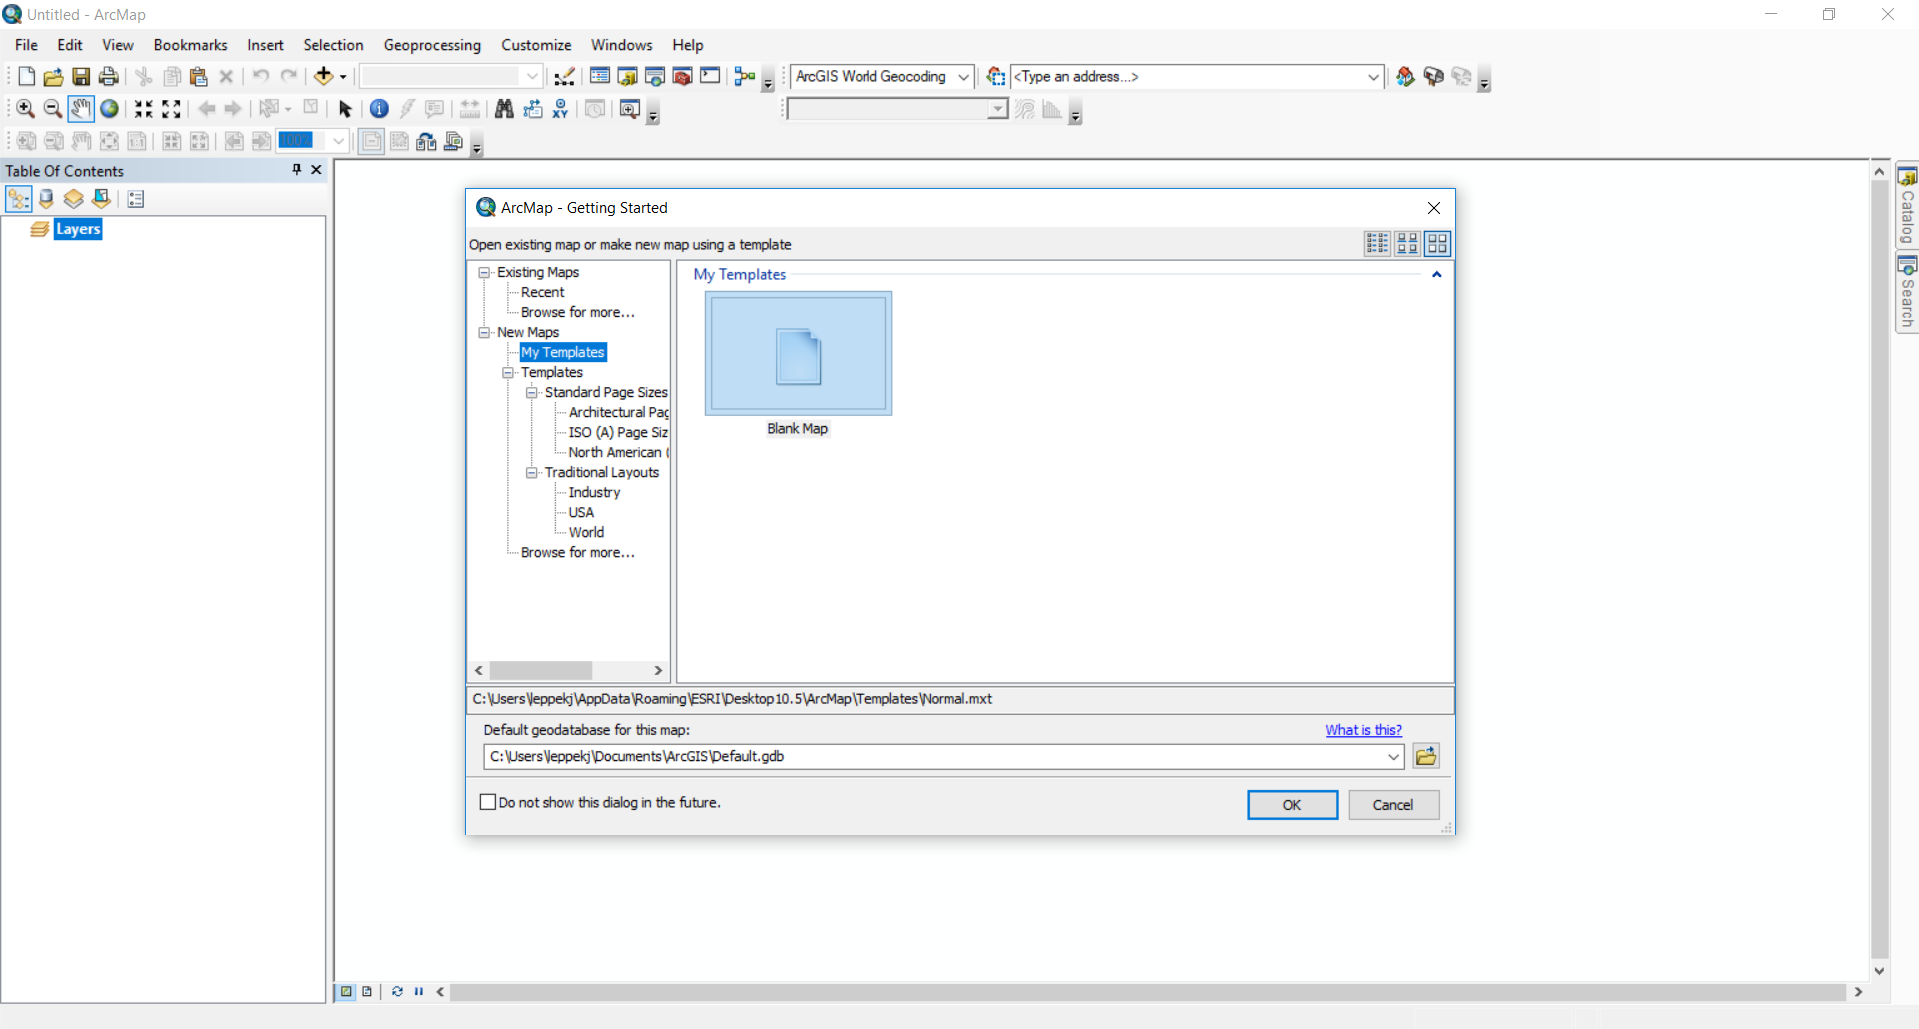 Untitled - ArcMap
File Edit View Bookmarks Insert Selection Geoprocessing Customize Windows Help
ArcGIS World Geocoding <Type an address...>
100%
Table Of Contents
Layers
ArcMap - Getting Started
Open existing map or make new map using a template
Existing Maps
Recent
Browse for more...
New Maps
My Templates
Templates
Standard Page Sizes
Architectural Pag
ISO (A) Page Siz
North American (
Traditional Layouts
Industry
USA
World
Browse for more...
My Templates
Blank Map
C:\Users\leppekj\AppData\Roaming\ESRI\Desktop10.5\ArcMap\Templates\Normal.mxt
Default geodatabase for this map:
What is this?
C:\Users\leppekj\Documents\ArcGIS\Default.gdb
Do not show this dialog in the future.
OK
Cancel
Catalog
Search